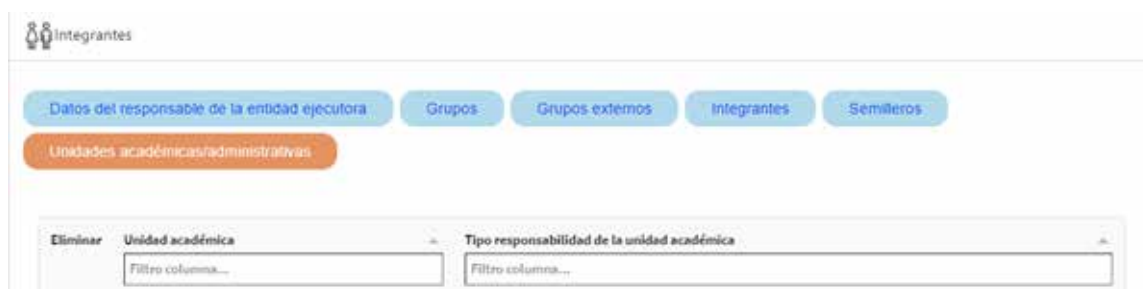 Integrantes
Datos del responsable de la entidad ejecutora Grupos Grupos externos Integrantes Semilleros
Unidades académicas/administrativas
Eliminar Unidad académica Tipo responsabilidad de la unidad académica
Filtro columna... Filtro columna...